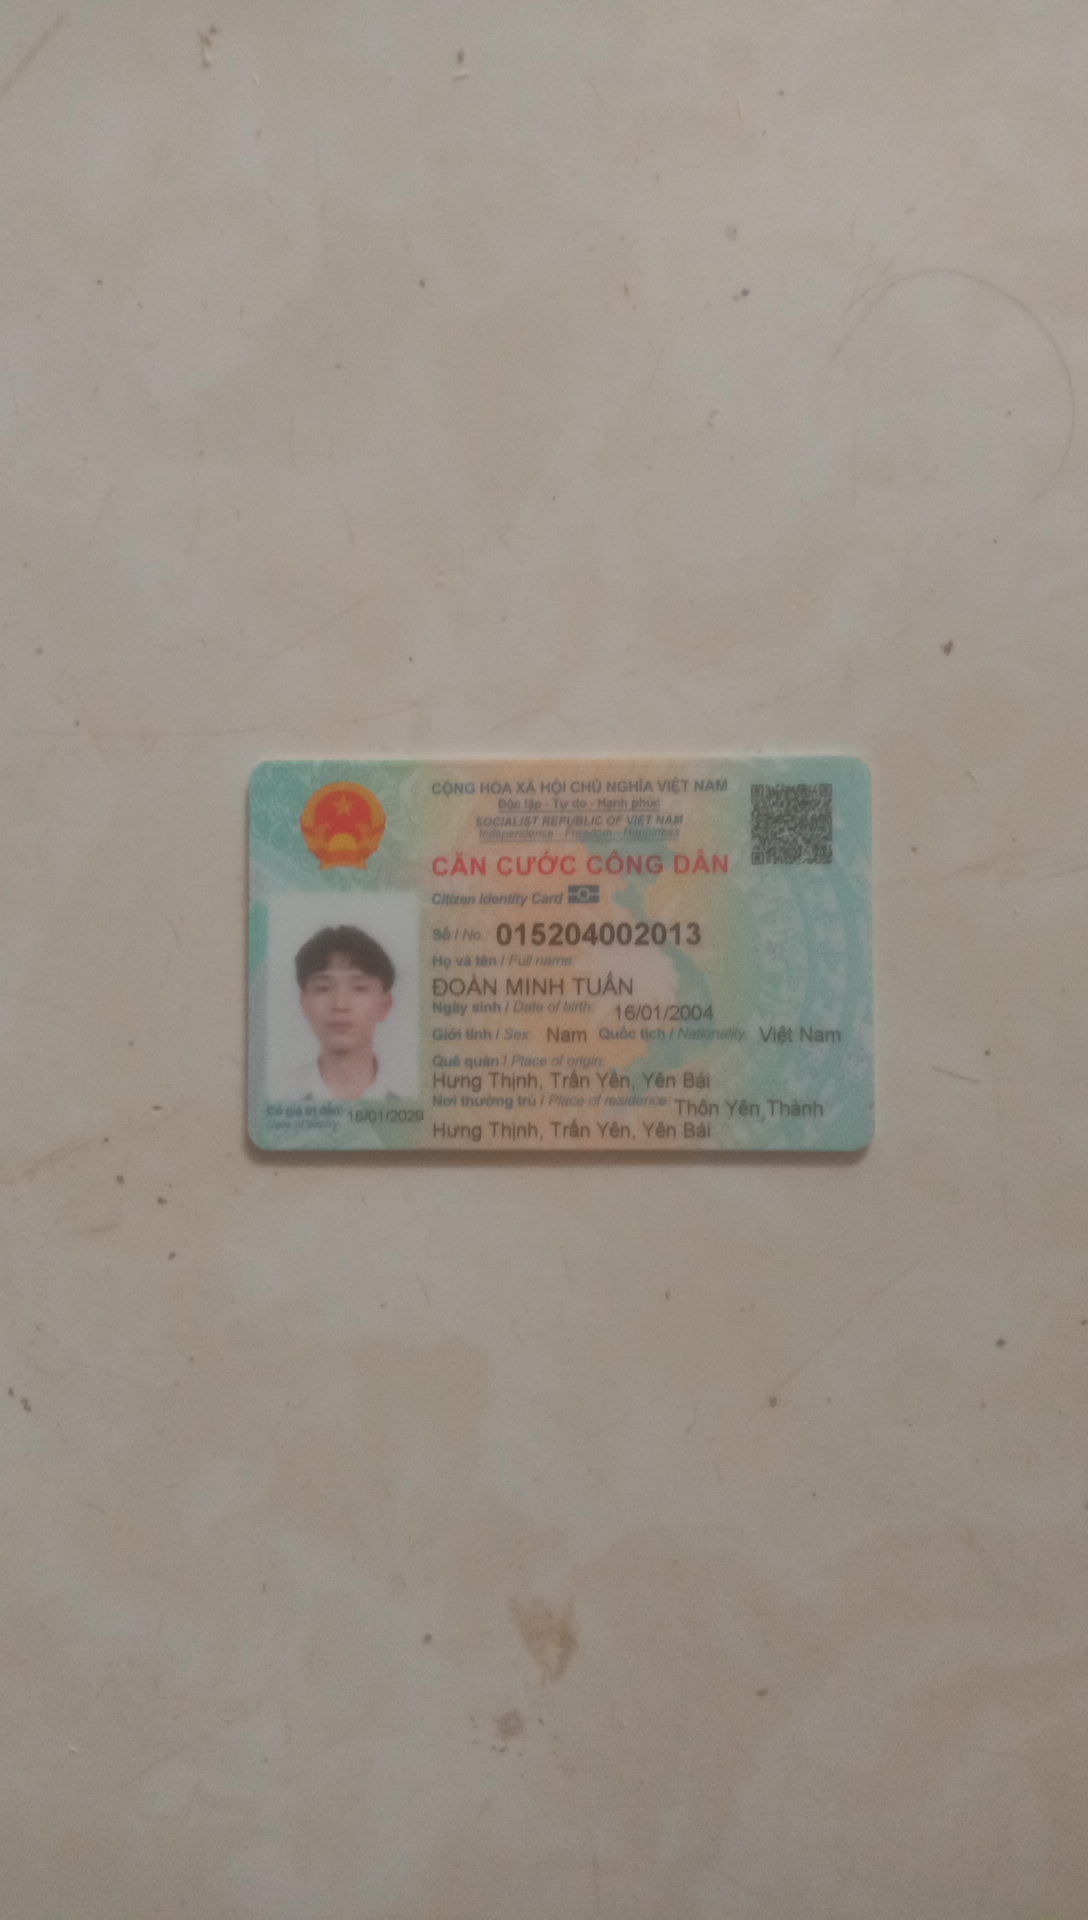 CỘNG HÒA XÃ HỘI CHỦ NGHĨA VIỆT NAM
Độc lập - Tự do - Hạnh phúc
SOCIALIST REPUBLIC OF VIET NAM
Independence - Freedom - Happiness
CĂN CƯỚC CÔNG DÂN
Citizen Identity Card
Số / No.: 015204002013
Họ và tên / Full name:
ĐOÀN MINH TUẤN
Ngày sinh / Date of birth: 16/01/2004
Giới tính / Sex: Nam Quốc tịch / Nationality: Việt Nam
Quê quán / Place of origin:
Hưng Thịnh, Trấn Yên, Yên Bái
Nơi thường trú / Place of residence: Thôn Yên Thành
Hưng Thịnh, Trấn Yên, Yên Bái
Có giá trị đến: 16/01/2029
Date of expiry